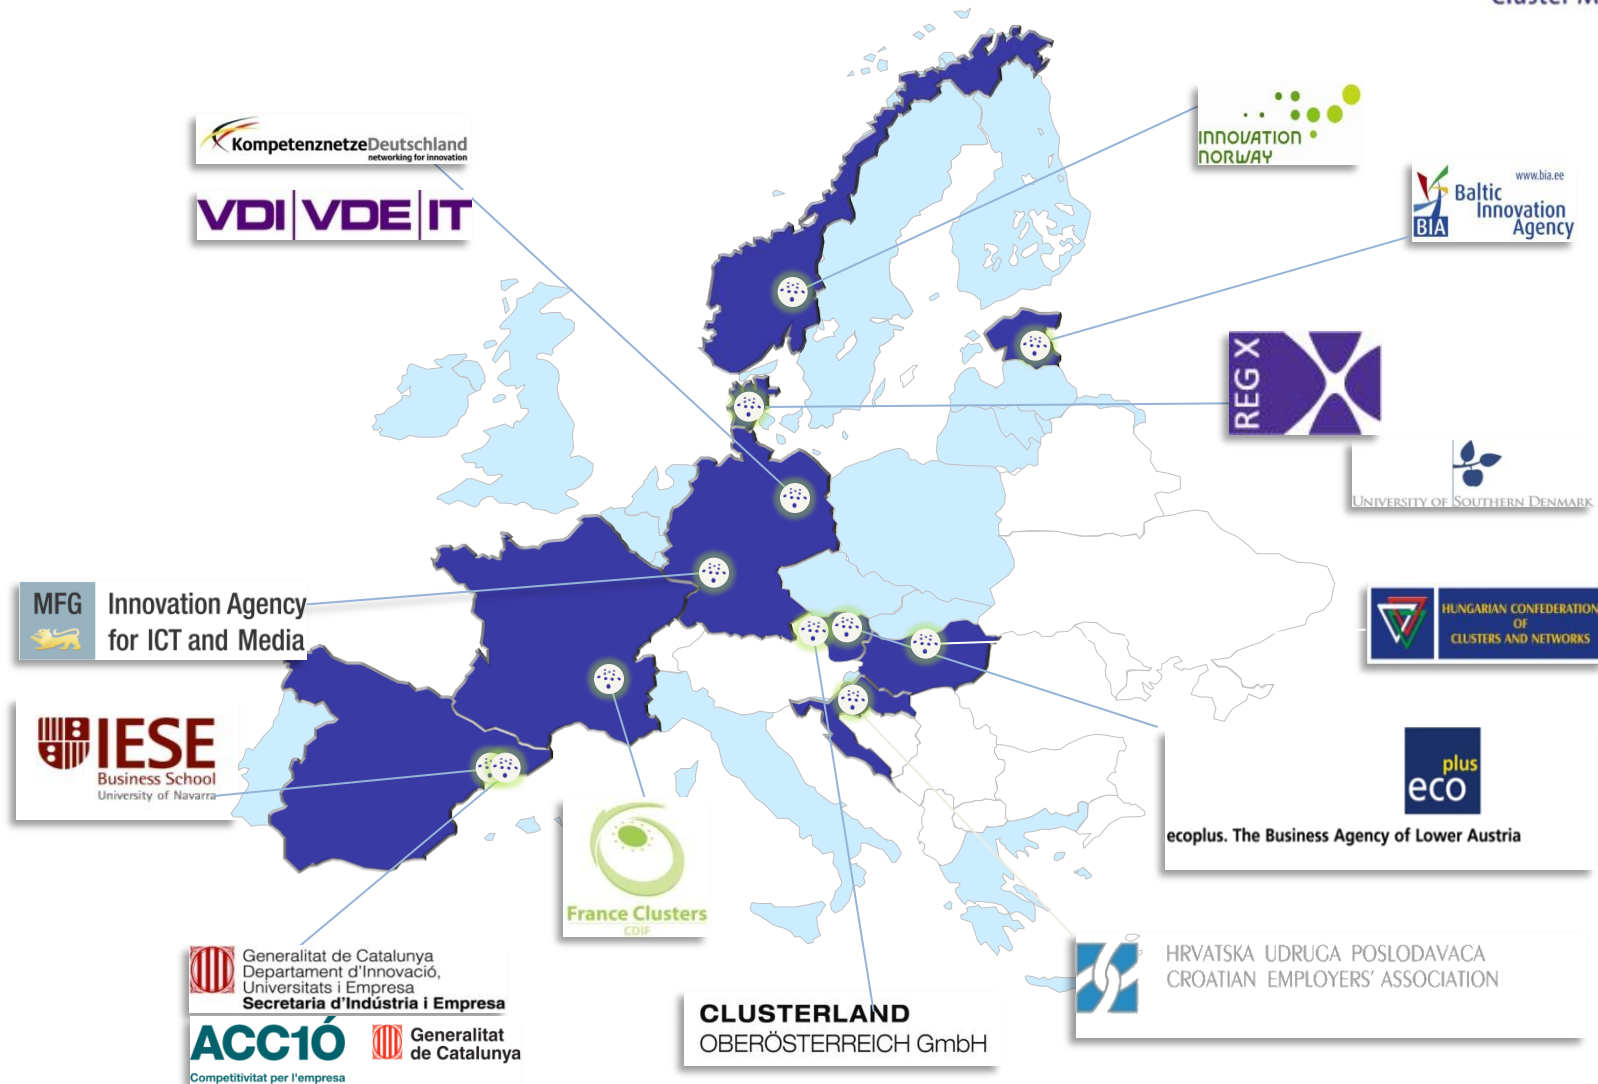 KompetenznetzeDeutschland
networking for innovation
VDI|VDE|IT
INNOVATION
NORWAY
www.bia.ee
Baltic
Innovation
Agency
BIA
REG X
UNIVERSITY OF SOUTHERN DENMARK
MFG
Innovation Agency
for ICT and Media
HUNGARIAN CONFEDERATION
OF
CLUSTERS AND NETWORKS
IESE
Business School
University of Navarra
plus
eco
ecoplus. The Business Agency of Lower Austria
France Clusters
CDIF
Generalitat de Catalunya
Departament d'Innovació,
Universitats i Empresa
Secretaria d'Indústria i Empresa
ACC1Ó
Competitivitat per l'empresa
Generalitat
de Catalunya
CLUSTERLAND
OBERÖSTERREICH GmbH
HRVATSKA UDRUGA POSLODAVACA
CROATIAN EMPLOYERS' ASSOCIATION